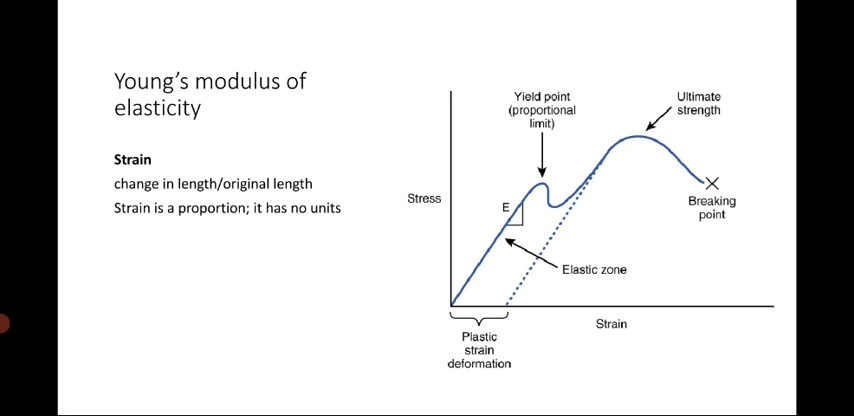 Young's modulus of
elasticity
Strain
change in length/original length
Strain is a proportion; it has no units
Yield point
(proportional
limit)
Ultimate
strength
Stress
E
Breaking
point
Elastic zone
Strain
Plastic
strain
deformation